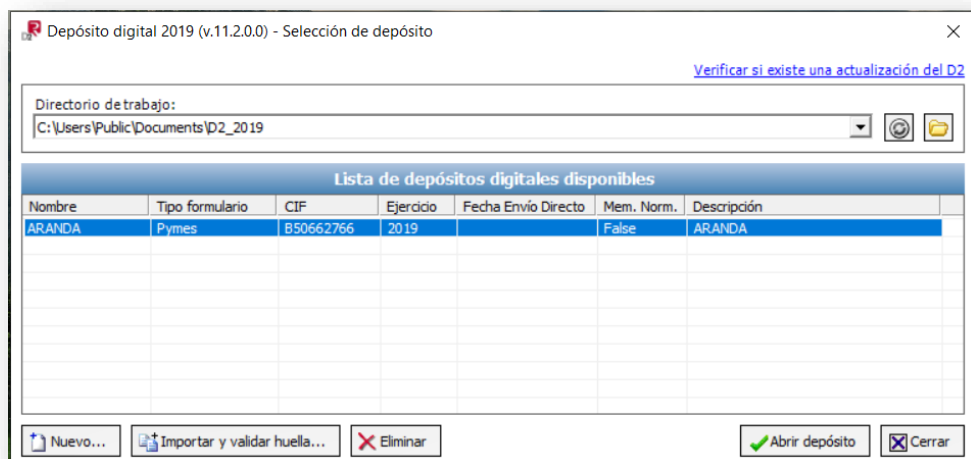 Depósito digital 2019 (v.11.2.0.0) - Selección de depósito
Verificar si existe una actualización del D2
Directorio de trabajo:
C:\Users\Public\Documents\D2_2019
Lista de depósitos digitales disponibles
Nombre Tipo formulario CIF Ejercicio Fecha Envío Directo Mem. Norm. Descripción
ARANDA Pymes B50662766 2019 False ARANDA
Nuevo... Importar y validar huella... Eliminar Abrir depósito Cerrar